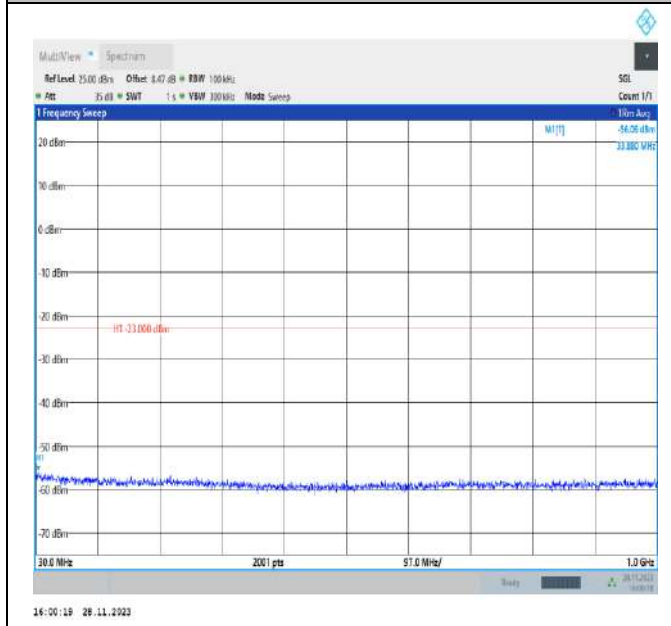 MultiView Spectrum
Ref Level 25.00 dBm Offset 8.47 dB RBW 100 kHz SGL
Att 35 dB SWT 1 s VBW 300 kHz Mode Sweep Count 1/1
1 Frequency Sweep 1Rm Avg
M1[1] -56.06 dBm
33.880 MHz
20 dBm
10 dBm
0 dBm
-10 dBm
-20 dBm
H1 -23.000 dBm
-30 dBm
-40 dBm
-50 dBm
M1
-60 dBm
-70 dBm
30.0 MHz 2001 pts 97.0 MHz/ 1.0 GHz
Ready 28.11.2023
16:00:19 28.11.2023